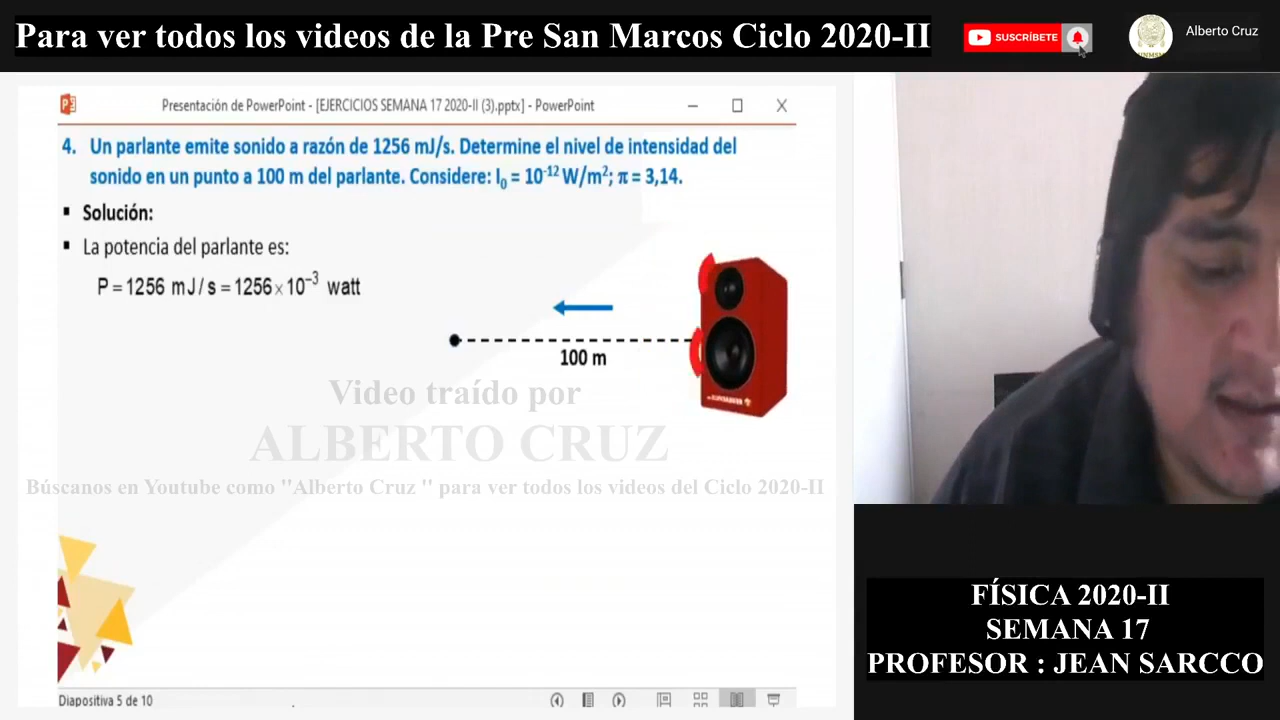 Para ver todos los videos de la Pre San Marcos Ciclo 2020-II
SUSCRÍBETE
Alberto Cruz
Presentación de PowerPoint - [EJERCICIOS SEMANA 17 2020-II (3).pptx] - PowerPoint
4. Un parlante emite sonido a razón de 1256 mJ/s. Determine el nivel de intensidad del
sonido en un punto a 100 m del parlante. Considere: I₀ = 10⁻¹² W/m²; π = 3,14.
▪ Solución:
▪ La potencia del parlante es:
P = 1256 mJ/s = 1256 × 10⁻³ watt
100 m
Video traído por
ALBERTO CRUZ
Búscanos en Youtube como "Alberto Cruz " para ver todos los videos del Ciclo 2020-II
FÍSICA 2020-II
SEMANA 17
PROFESOR : JEAN SARCCO
Diapositiva 5 de 10